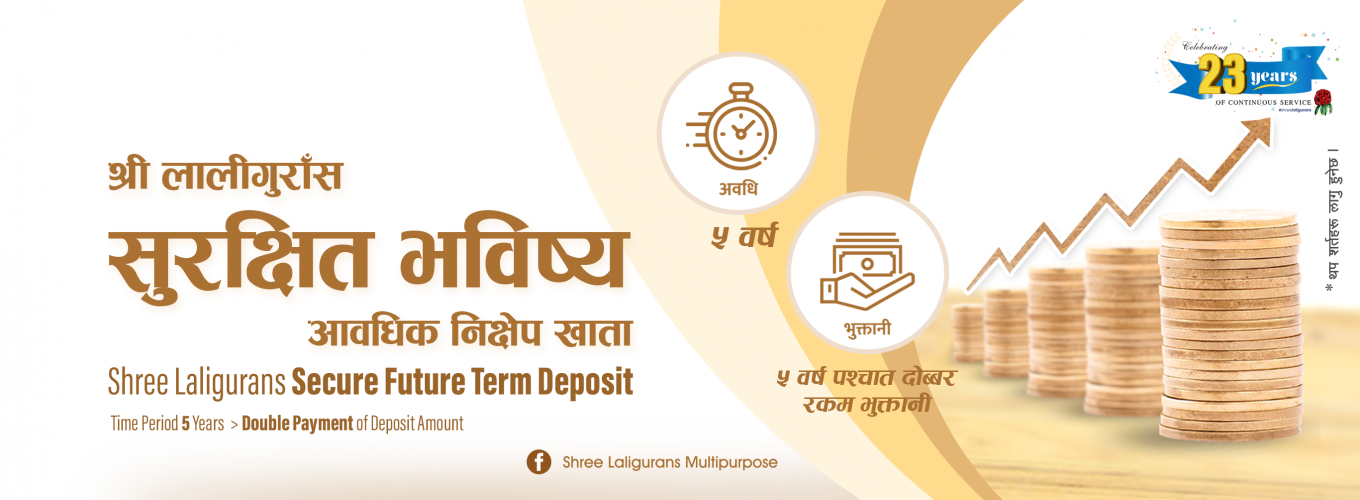 श्री लालीगुराँस
सुरक्षित भविष्य
आवधिक निक्षेप खाता
Shree Laligurans Secure Future Term Deposit
Time Period 5 Years > Double Payment of Deposit Amount
अवधि
५ वर्ष
भुक्तानी
५ वर्ष पश्चात दोब्बर
रकम भुक्तानी
f Shree Laligurans Multipurpose
Celebrating
23 years
OF CONTINUOUS SERVICE
#shreelaligurans
* थप शर्तहरू लागु हुनेछ ।